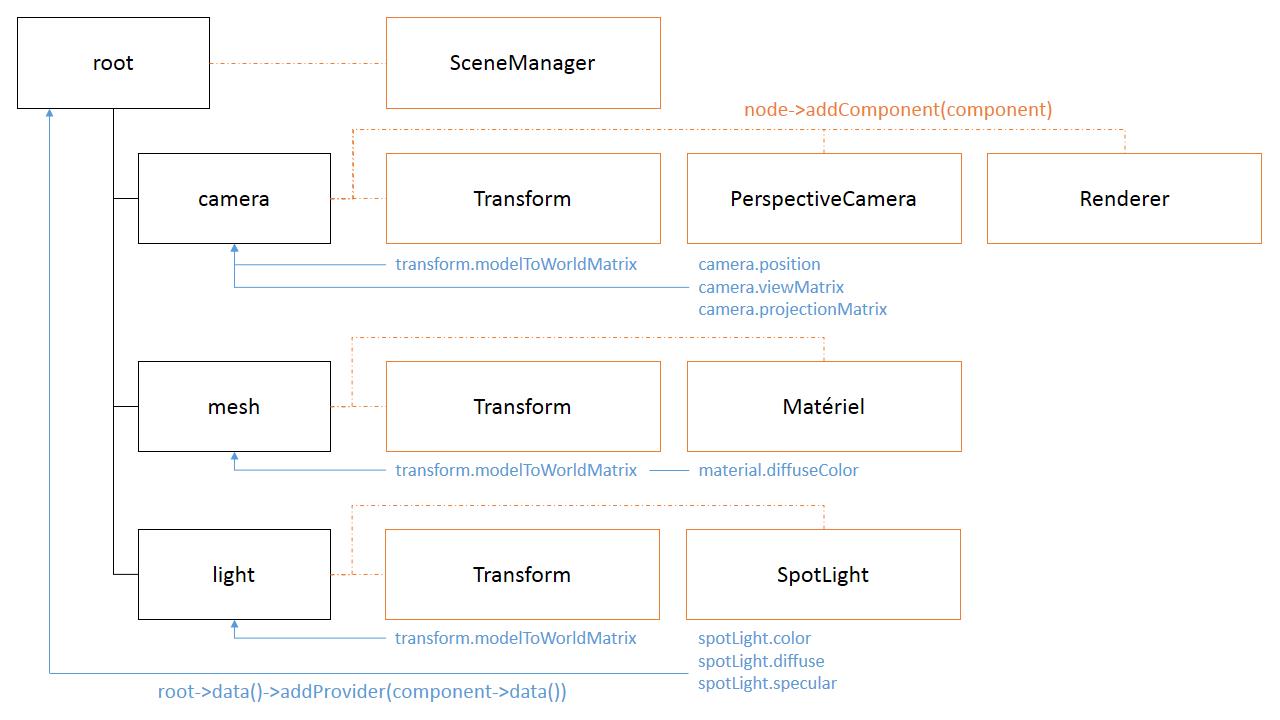 root
SceneManager
node->addComponent(component)
camera
Transform
PerspectiveCamera
Renderer
transform.modelToWorldMatrix
camera.position
camera.viewMatrix
camera.projectionMatrix
mesh
Transform
Matériel
transform.modelToWorldMatrix
material.diffuseColor
light
Transform
SpotLight
transform.modelToWorldMatrix
spotLight.color
spotLight.diffuse
spotLight.specular
root->data()->addProvider(component->data())